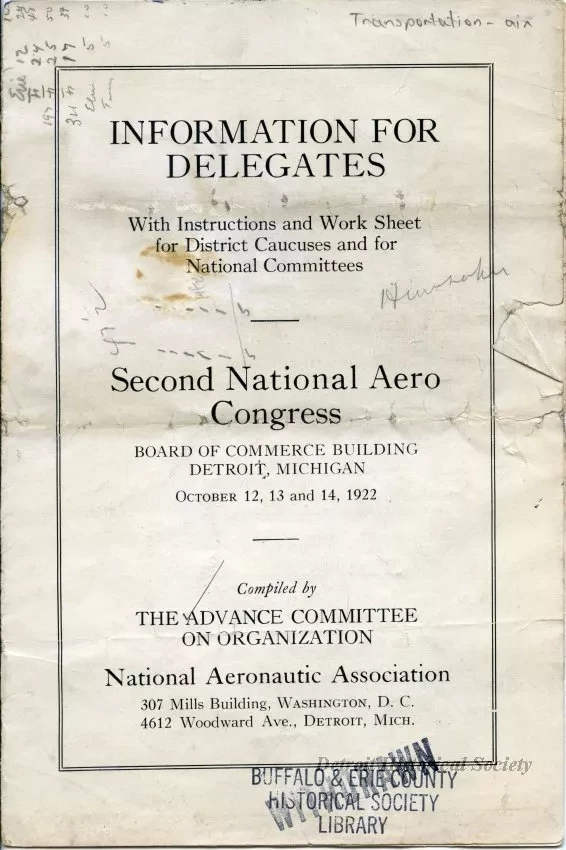 Transportation - air
INFORMATION FOR
DELEGATES
With Instructions and Work Sheet
for District Caucuses and for
National Committees
Second National Aero
Congress
BOARD OF COMMERCE BUILDING
DETROIT, MICHIGAN
OCTOBER 12, 13 and 14, 1922
Compiled by
THE ADVANCE COMMITTEE
ON ORGANIZATION
National Aeronautic Association
307 Mills Building, WASHINGTON, D. C.
4612 Woodward Ave., DETROIT, MICH.
Detroit Historical Society
BUFFALO & ERIE COUNTY
HISTORICAL SOCIETY
LIBRARY
WITHDRAWN